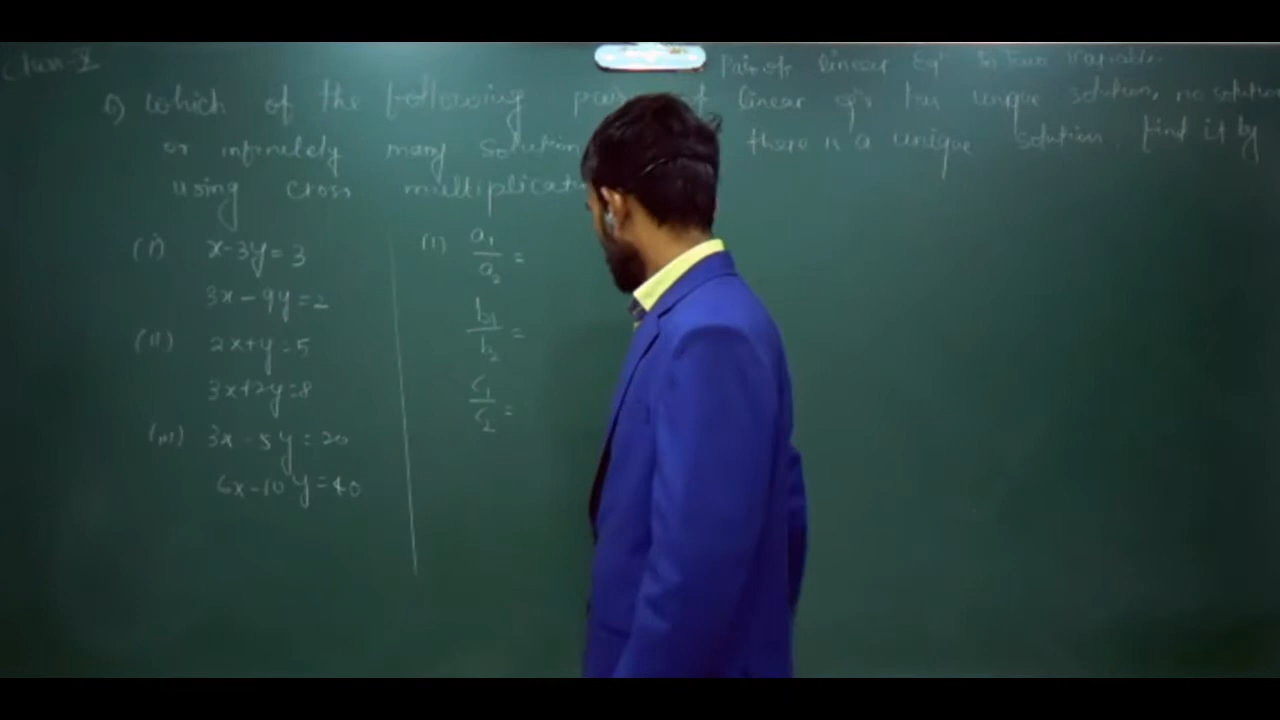 Class-X
Pair of linear Eqⁿ in two variable
1) Which of the following pair of linear eqⁿs has unique solution, no solution
or infinitely many solution there is a unique solution, find it by
using cross multiplicati
(i) x-3y=3
3x-9y=2
(ii) 2x+y=5
3x+2y=8
(iii) 3x-5y=20
6x-10y=40
(1) a₁/a₂ =
b₁/b₂ =
c₁/c₂ =